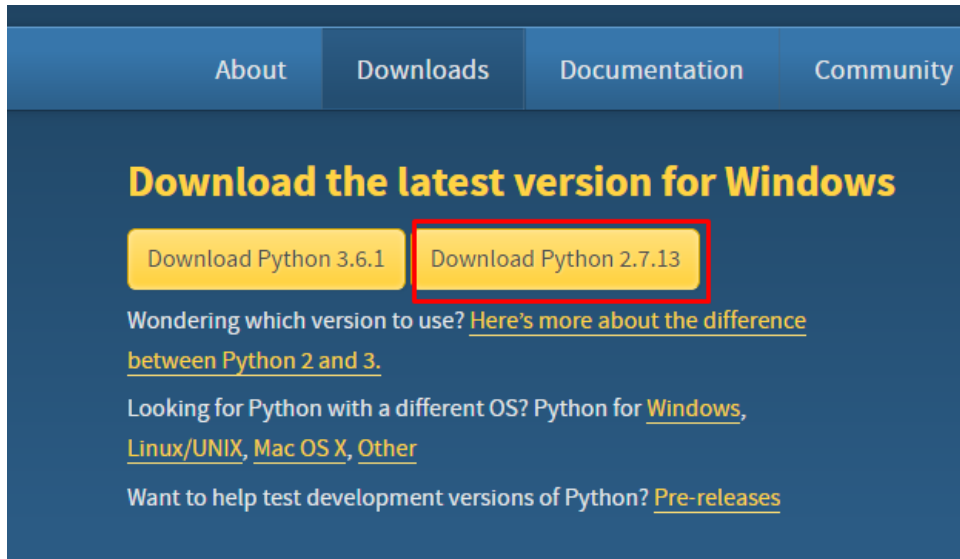 About Downloads Documentation Community
Download the latest version for Windows
Download Python 3.6.1 Download Python 2.7.13
Wondering which version to use? Here's more about the difference
between Python 2 and 3.
Looking for Python with a different OS? Python for Windows,
Linux/UNIX, Mac OS X, Other
Want to help test development versions of Python? Pre-releases